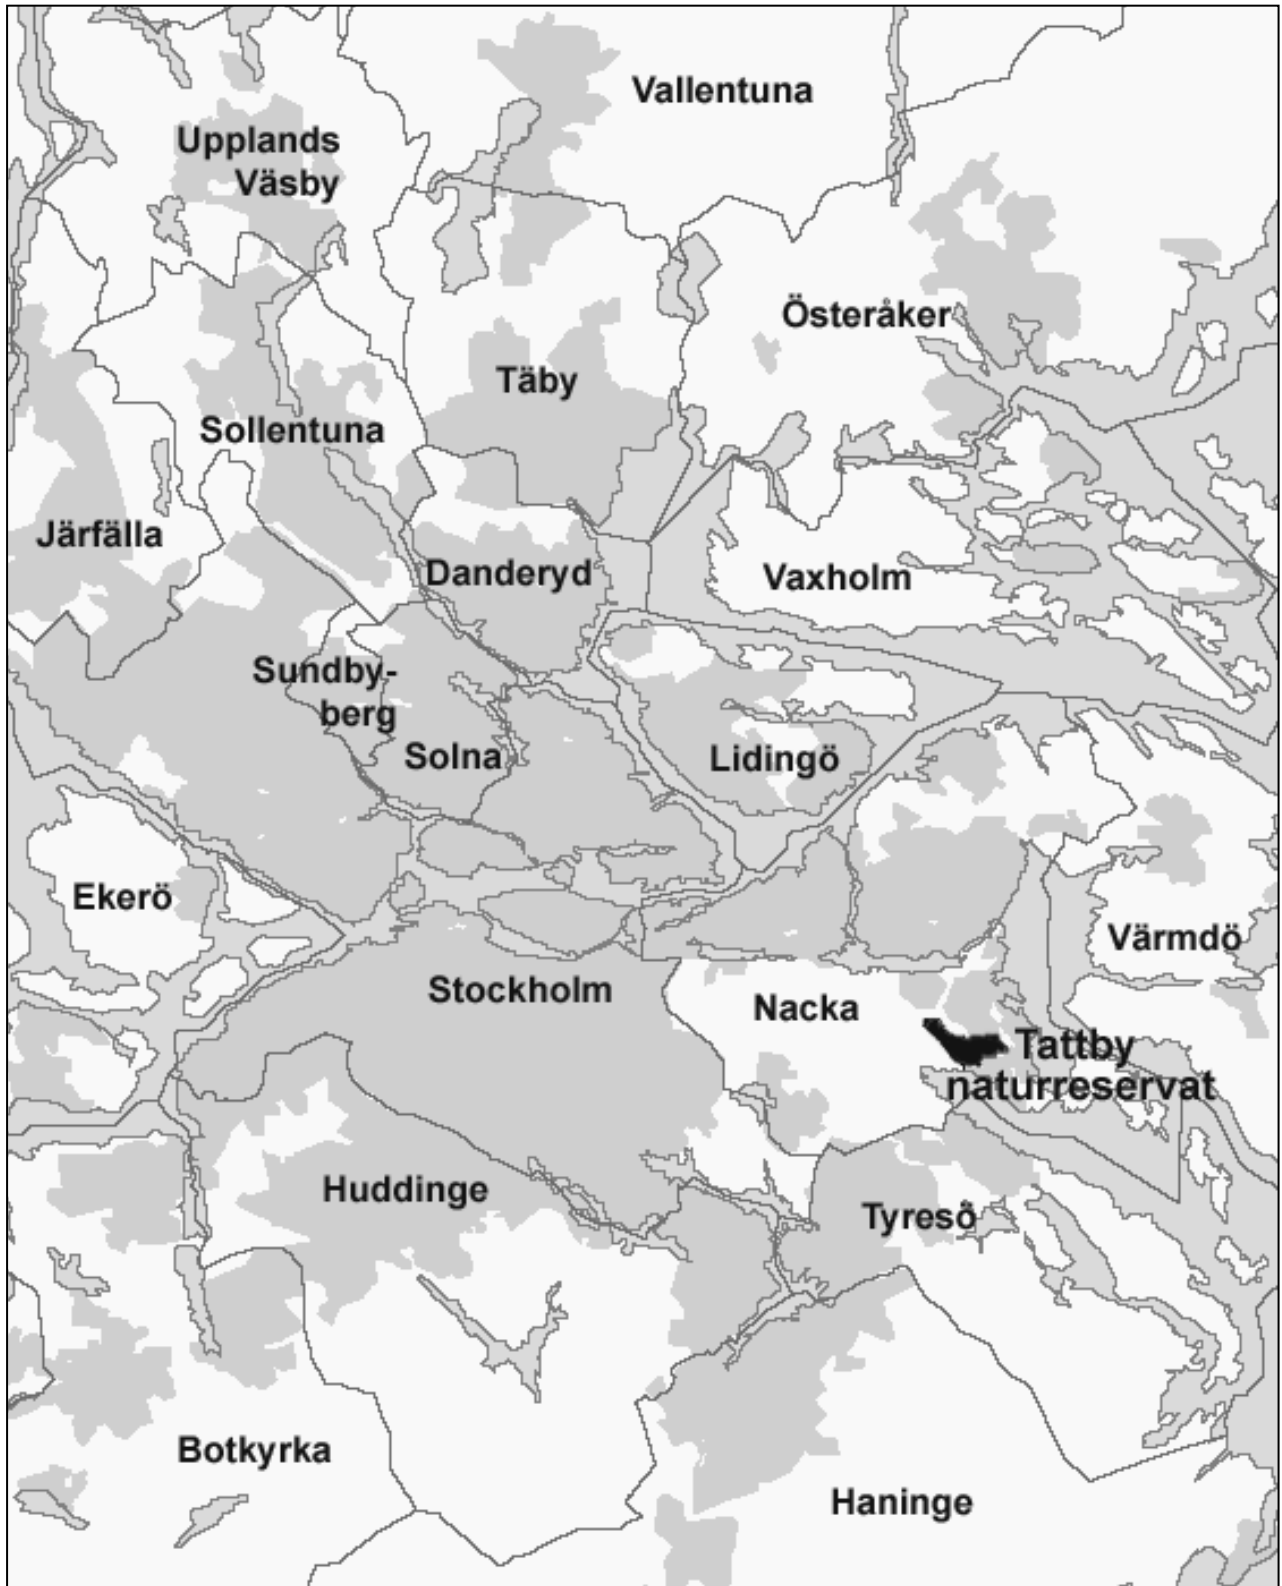 Vallentuna
Upplands
Väsby
Österåker
Täby
Sollentuna
Järfälla
Danderyd
Vaxholm
Sundby-
berg
Solna
Lidingö
Ekerö
Värmdö
Stockholm
Nacka
Tattby
naturreservat
Huddinge
Tyresö
Botkyrka
Haninge